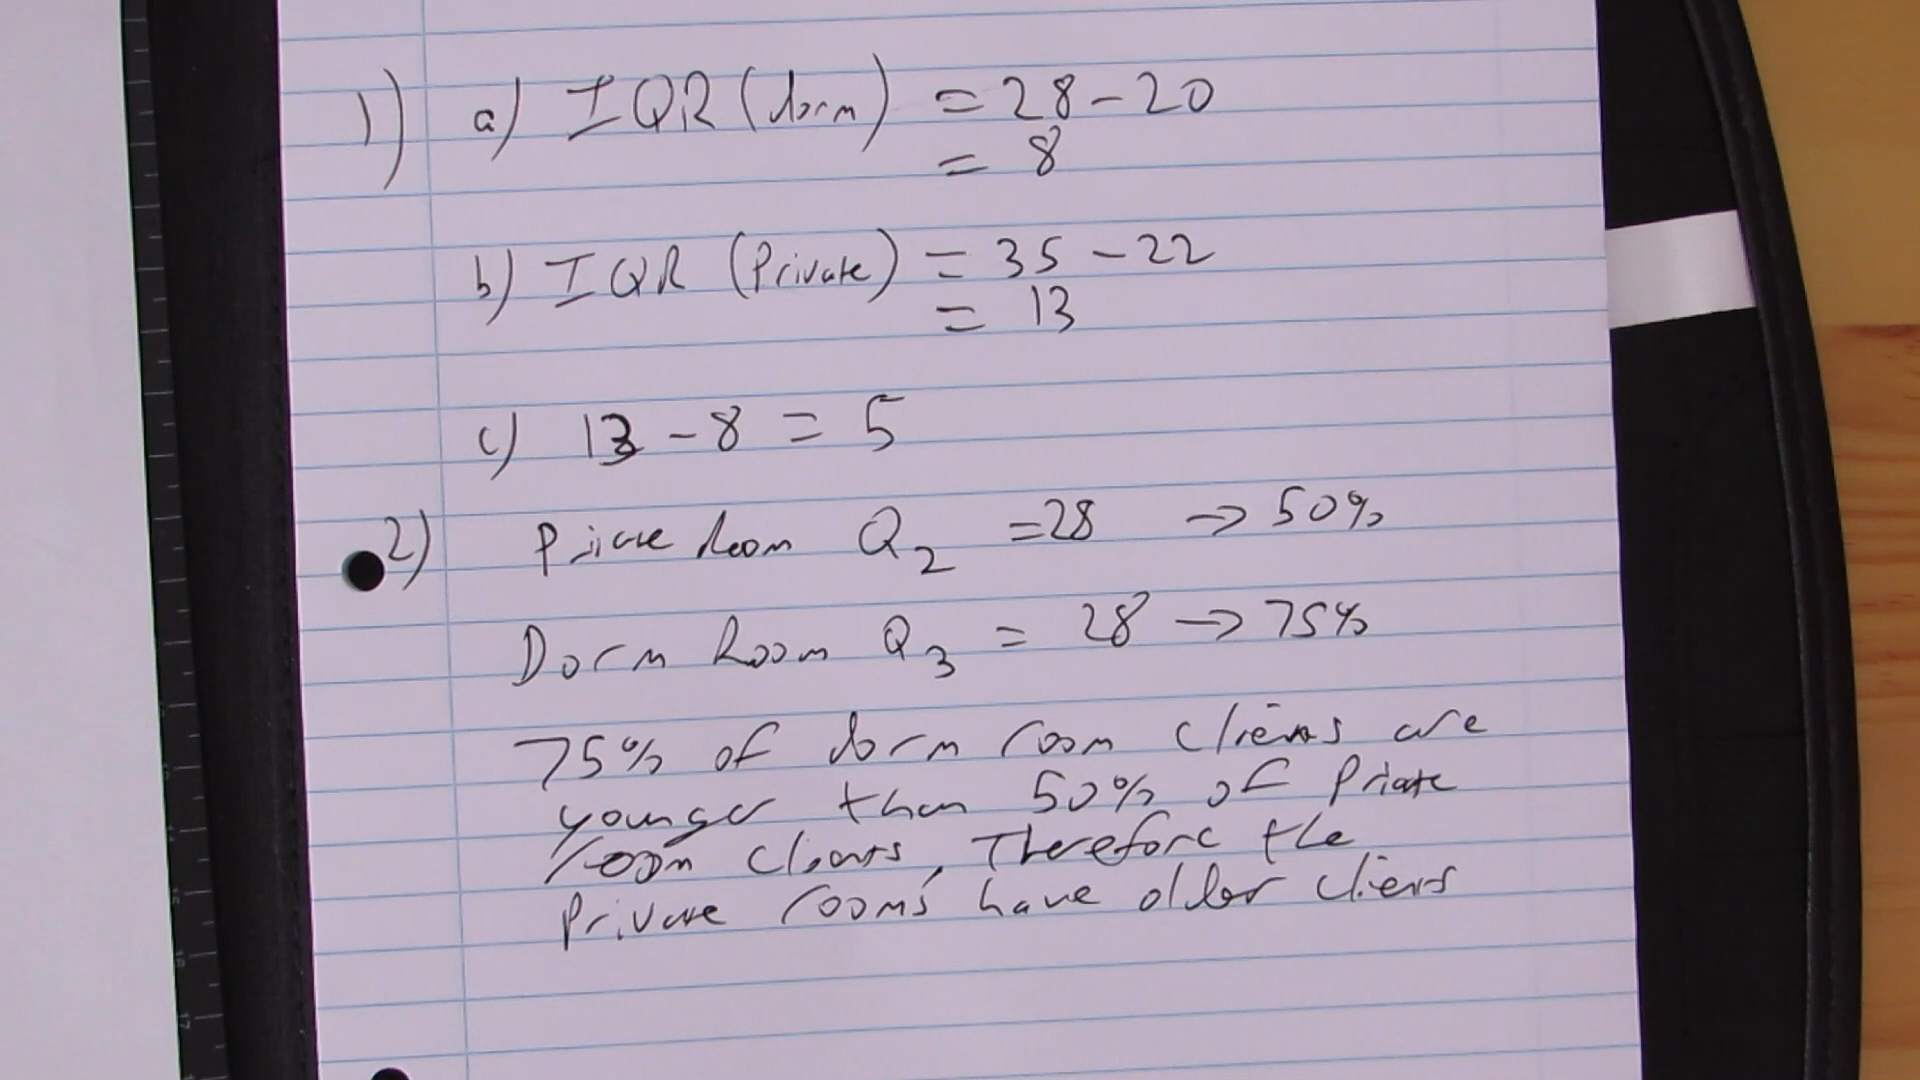 1) a) IQR (dorm) = 28 - 20
= 8
b) IQR (Private) = 35 - 22
= 13
c) 13 - 8 = 5
2) Private Room Q2 = 28 → 50%
Dorm Room Q3 = 28 → 75%
75% of dorm room clients are
younger than 50% of Private
room clients, Therefore the
Private rooms have older clients